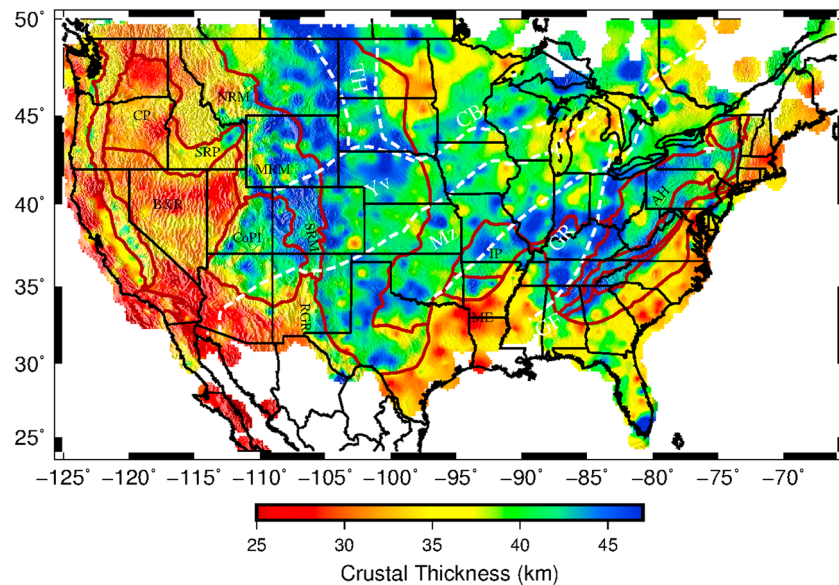 50°
45°
40°
35°
30°
25°
TH
NRM
CP
CB
SRP
MRM
Yv
AH
B&R
SRM
CoPl
Mz
GR
IP
RGR
ME
GF
−125° −120° −115° −110° −105° −100° −95° −90° −85° −80° −75° −70°
25 30 35 40 45
Crustal Thickness (km)